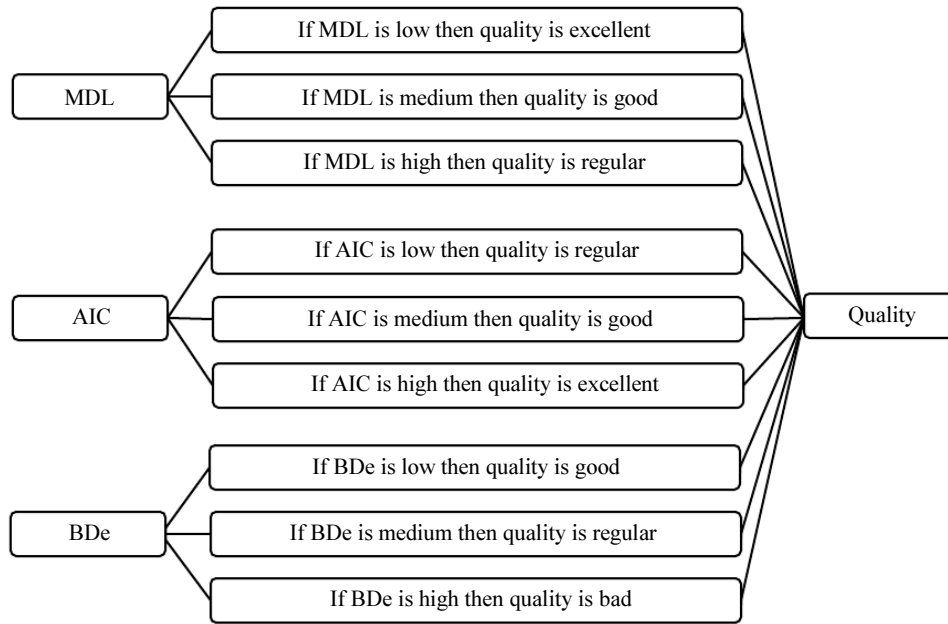 If MDL is low then quality is excellent
MDL
If MDL is medium then quality is good
If MDL is high then quality is regular
If AIC is low then quality is regular
AIC
If AIC is medium then quality is good
Quality
If AIC is high then quality is excellent
If BDe is low then quality is good
BDe
If BDe is medium then quality is regular
If BDe is high then quality is bad